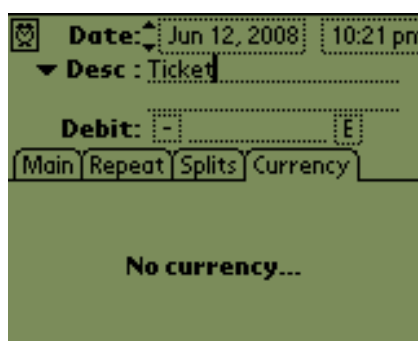 Date: Jun 12, 2008 10:21 pm
Desc : Ticket
Debit: - E
Main Repeat Splits Currency
No currency...